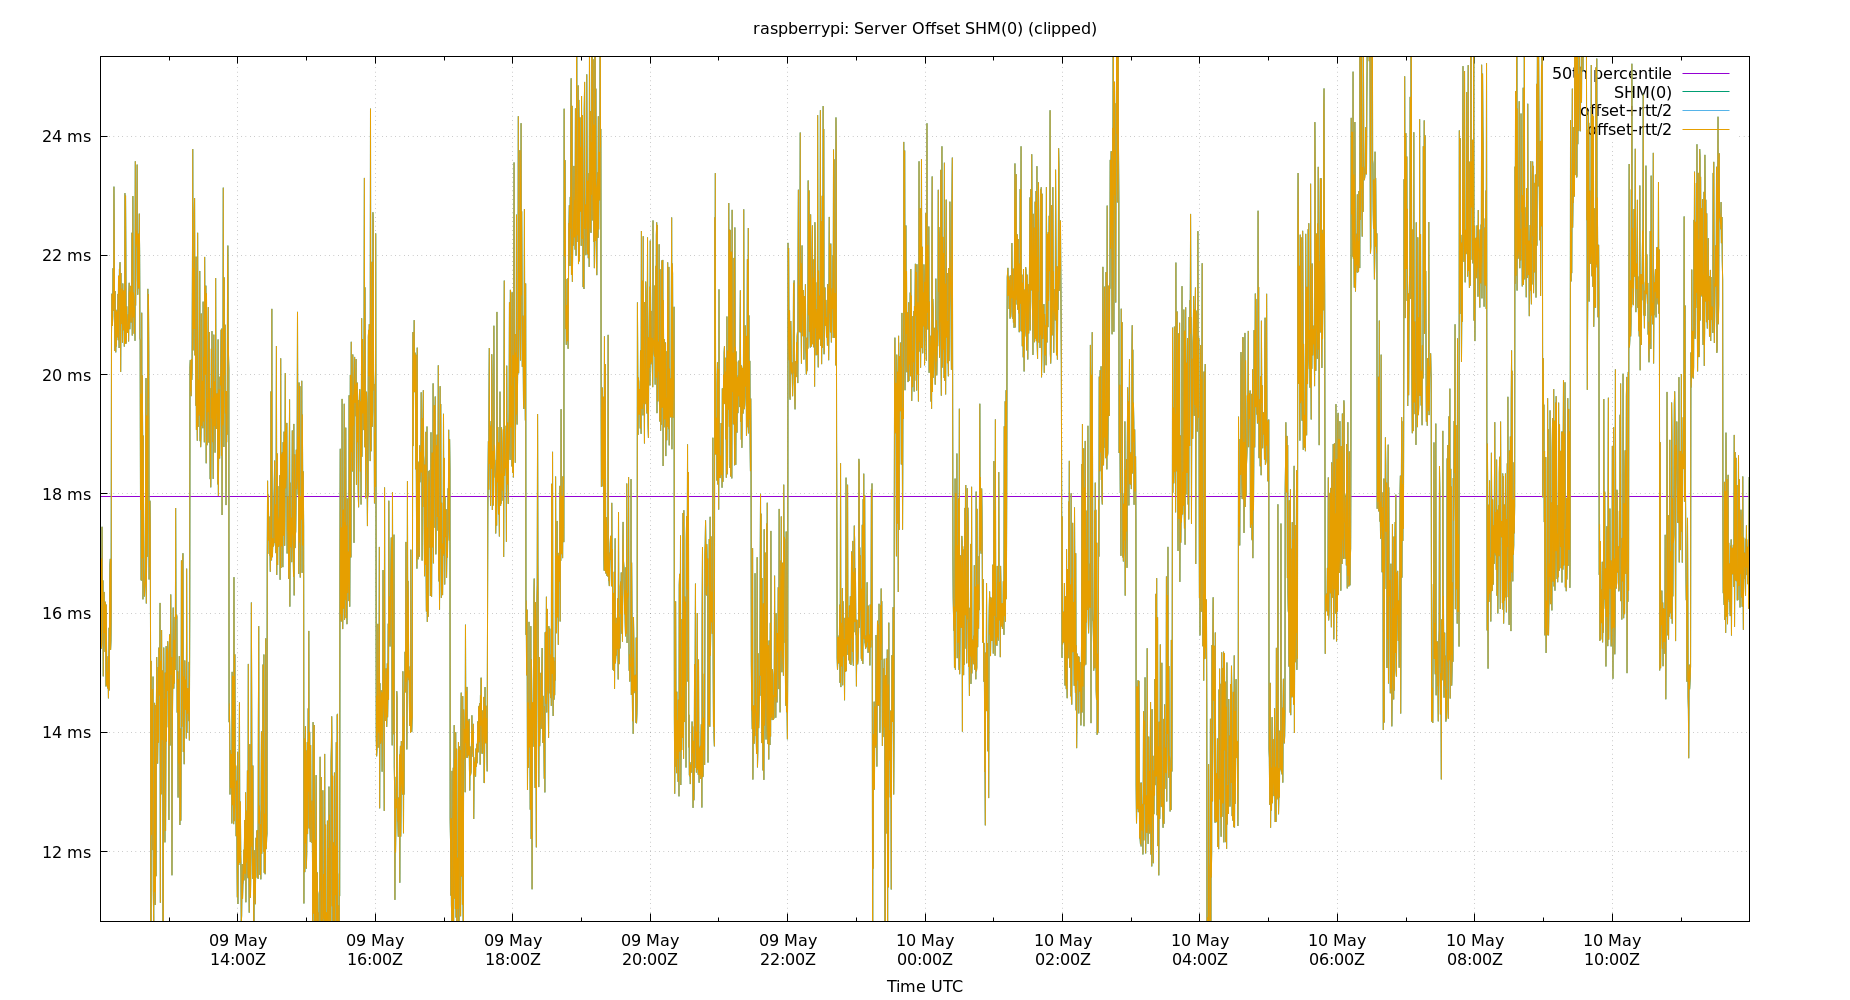 raspberrypi: Server Offset SHM(0) (clipped)
50th percentile
SHM(0)
offset+rtt/2
offset-rtt/2
24 ms
22 ms
20 ms
18 ms
16 ms
14 ms
12 ms
09 May 09 May 09 May 09 May 09 May 10 May 10 May 10 May 10 May 10 May 10 May
14:00Z 16:00Z 18:00Z 20:00Z 22:00Z 00:00Z 02:00Z 04:00Z 06:00Z 08:00Z 10:00Z
Time UTC